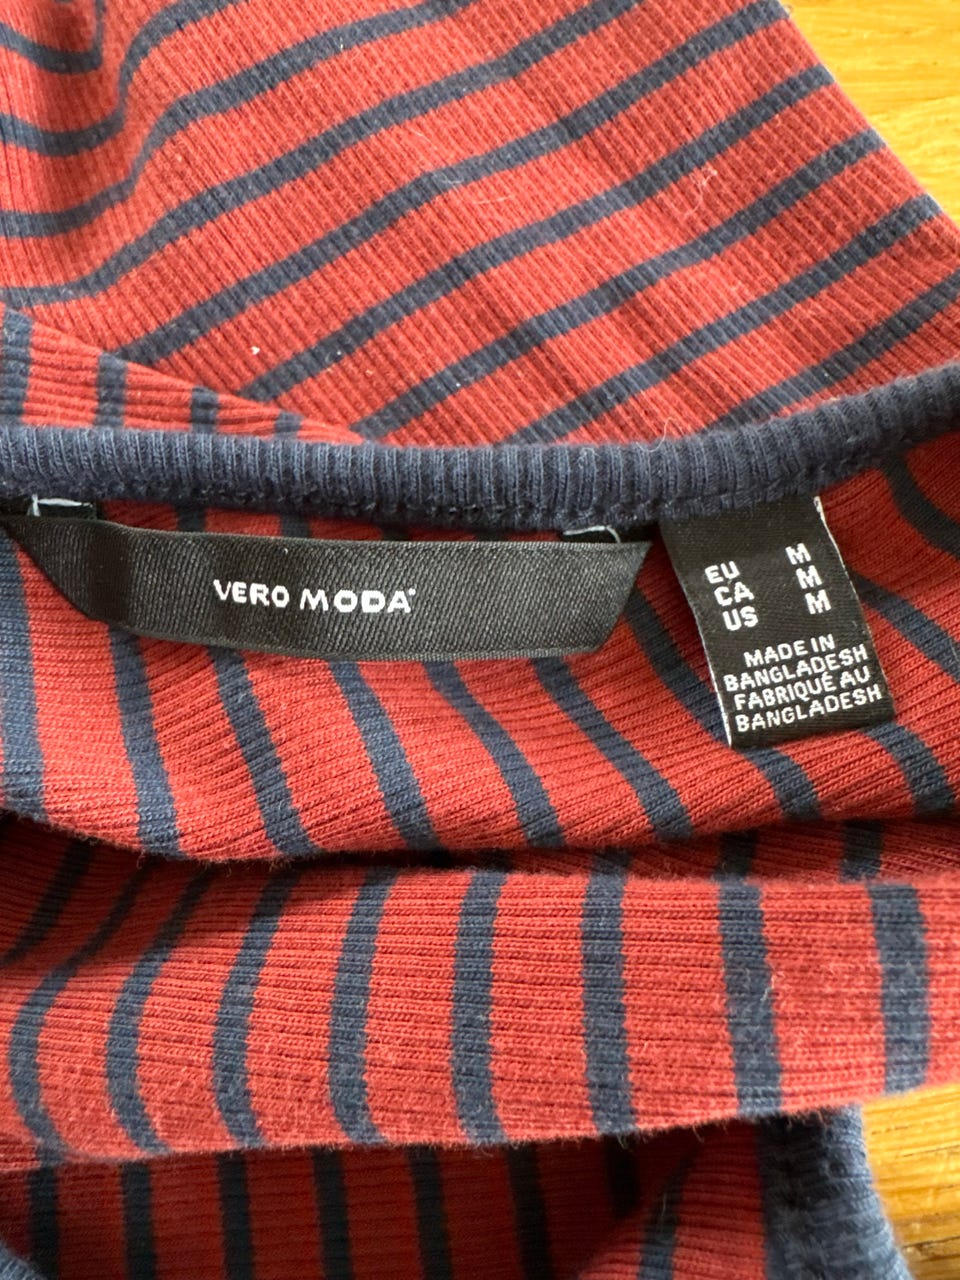 VERO MODA
EU M
CA M
US M
MADE IN
BANGLADESH
FABRIQUÉ AU
BANGLADESH